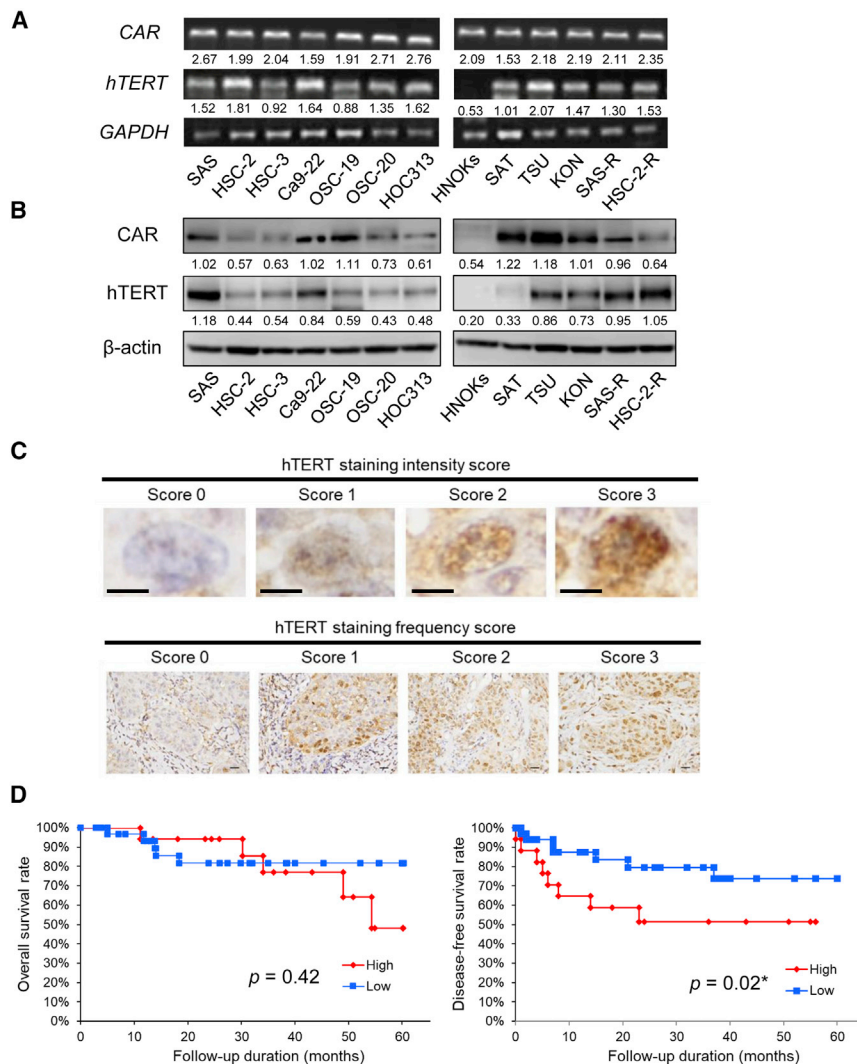 A
CAR
2.67 1.99 2.04 1.59 1.91 2.71 2.76 2.09 1.53 2.18 2.19 2.11 2.35
hTERT
1.52 1.81 0.92 1.64 0.88 1.35 1.62 0.53 1.01 2.07 1.47 1.30 1.53
GAPDH
SAS HSC-2 HSC-3 Ca9-22 OSC-19 OSC-20 HOC313 HNOKs SAT TSU KON SAS-R HSC-2-R
B
CAR
1.02 0.57 0.63 1.02 1.11 0.73 0.61 0.54 1.22 1.18 1.01 0.96 0.64
hTERT
1.18 0.44 0.54 0.84 0.59 0.43 0.48 0.20 0.33 0.86 0.73 0.95 1.05
β-actin
SAS HSC-2 HSC-3 Ca9-22 OSC-19 OSC-20 HOC313 HNOKs SAT TSU KON SAS-R HSC-2-R
C
hTERT staining intensity score
Score 0 Score 1 Score 2 Score 3
hTERT staining frequency score
Score 0 Score 1 Score 2 Score 3
D
Overall survival rate
100%
90%
80%
70%
60%
50%
40%
30%
20%
10%
0%
p = 0.42
High
Low
0 10 20 30 40 50 60
Follow-up duration (months)
Disease-free survival rate
100%
90%
80%
70%
60%
50%
40%
30%
20%
10%
0%
p = 0.02*
High
Low
0 10 20 30 40 50 60
Follow-up duration (months)